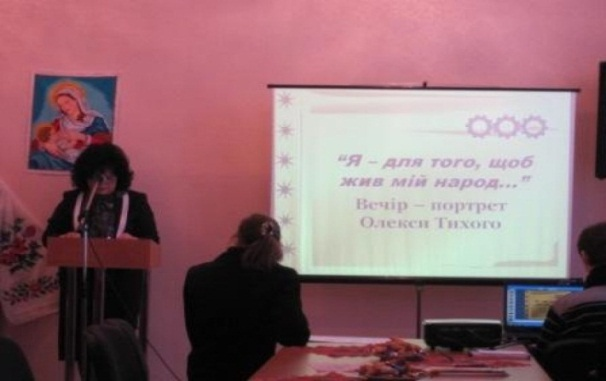 “Я – для того, щоб
жив мій народ...”
Вечір – портрет
Олекси Тихого